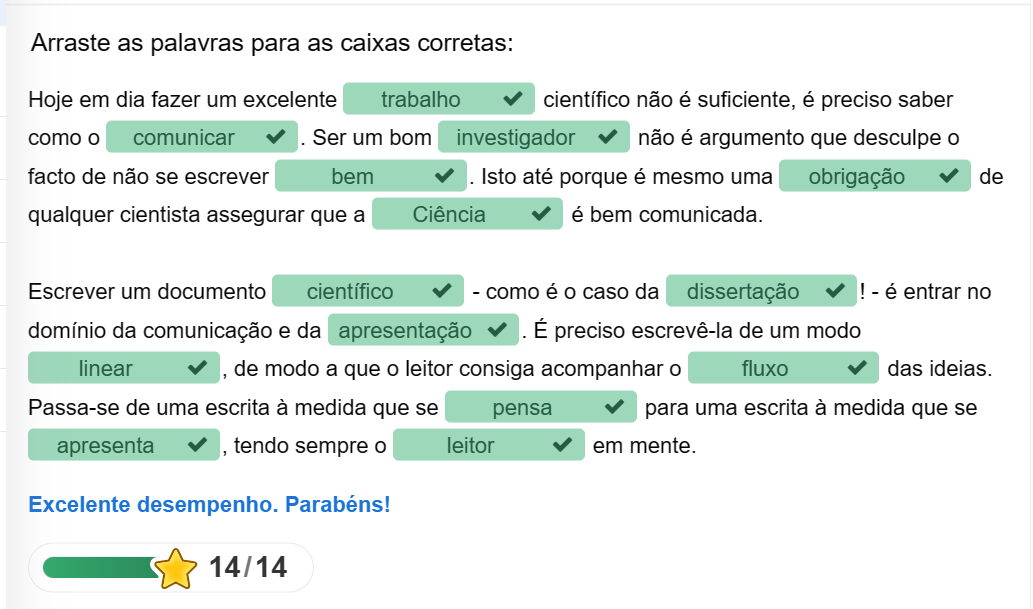 Arraste as palavras para as caixas corretas:
Hoje em dia fazer um excelente trabalho científico não é suficiente, é preciso saber
como o comunicar. Ser um bom investigador não é argumento que desculpe o
facto de não se escrever bem. Isto até porque é mesmo uma obrigação de
qualquer cientista assegurar que a Ciência é bem comunicada.
Escrever um documento científico - como é o caso da dissertação! - é entrar no
domínio da comunicação e da apresentação. É preciso escrevê-la de um modo
linear, de modo a que o leitor consiga acompanhar o fluxo das ideias.
Passa-se de uma escrita à medida que se pensa para uma escrita à medida que se
apresenta, tendo sempre o leitor em mente.
Excelente desempenho. Parabéns!
14/14